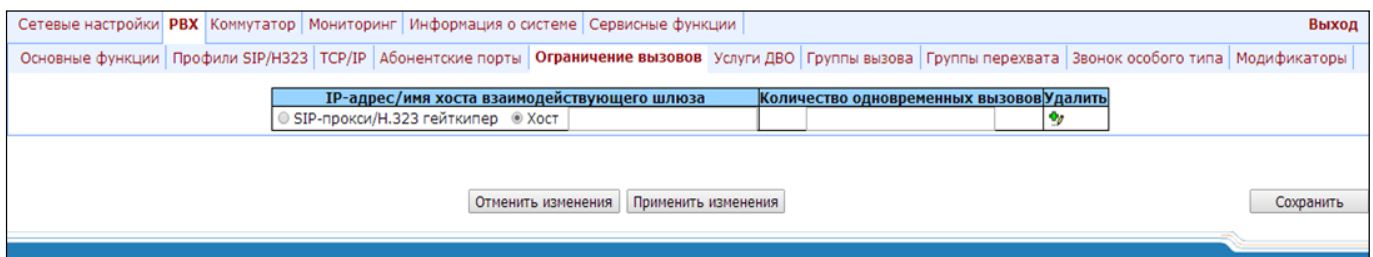 Сетевые настройки PBX Коммутатор Мониторинг Информация о системе Сервисные функции Выход
Основные функции Профили SIP/H323 TCP/IP Абонентские порты Ограничение вызовов Услуги ДВО Группы вызова Группы перехвата Звонок особого типа Модификаторы
IP-адрес/имя хоста взаимодействующего шлюза Количество одновременных вызовов Удалить
SIP-прокси/Н.323 гейткипер Хост
Отменить изменения Применить изменения Сохранить